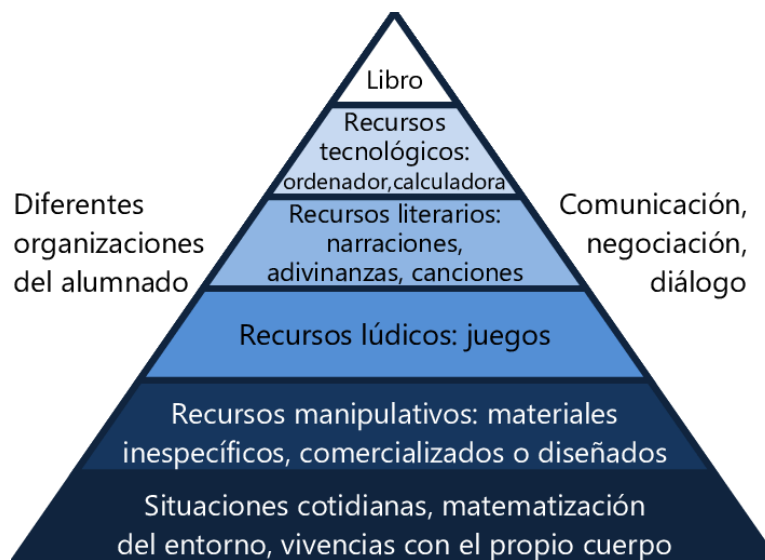 Libro
Recursos
tecnológicos:
ordenador,calculadora
Diferentes
organizaciones
del alumnado
Recursos literarios:
narraciones,
adivinanzas, canciones
Comunicación,
negociación,
diálogo
Recursos lúdicos: juegos
Recursos manipulativos: materiales
inespecíficos, comercializados o diseñados
Situaciones cotidianas, matematización
del entorno, vivencias con el propio cuerpo